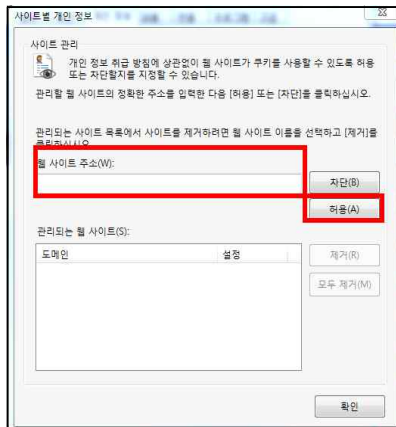 사이트별 개인 정보
사이트 관리
개인 정보 취급 방침에 상관없이 웹 사이트가 쿠키를 사용할 수 있도록 허용
또는 차단할지를 지정할 수 있습니다.
관리할 웹 사이트의 정확한 주소를 입력한 다음 [허용] 또는 [차단]을 클릭하십시오.
관리되는 사이트 목록에서 사이트를 제거하려면 웹 사이트 이름을 선택하고 [제거]를
클릭하십시오.
웹 사이트 주소(W):
차단(B)
허용(A)
관리되는 웹 사이트(S):
도메인 설정
제거(R)
모두 제거(M)
확인